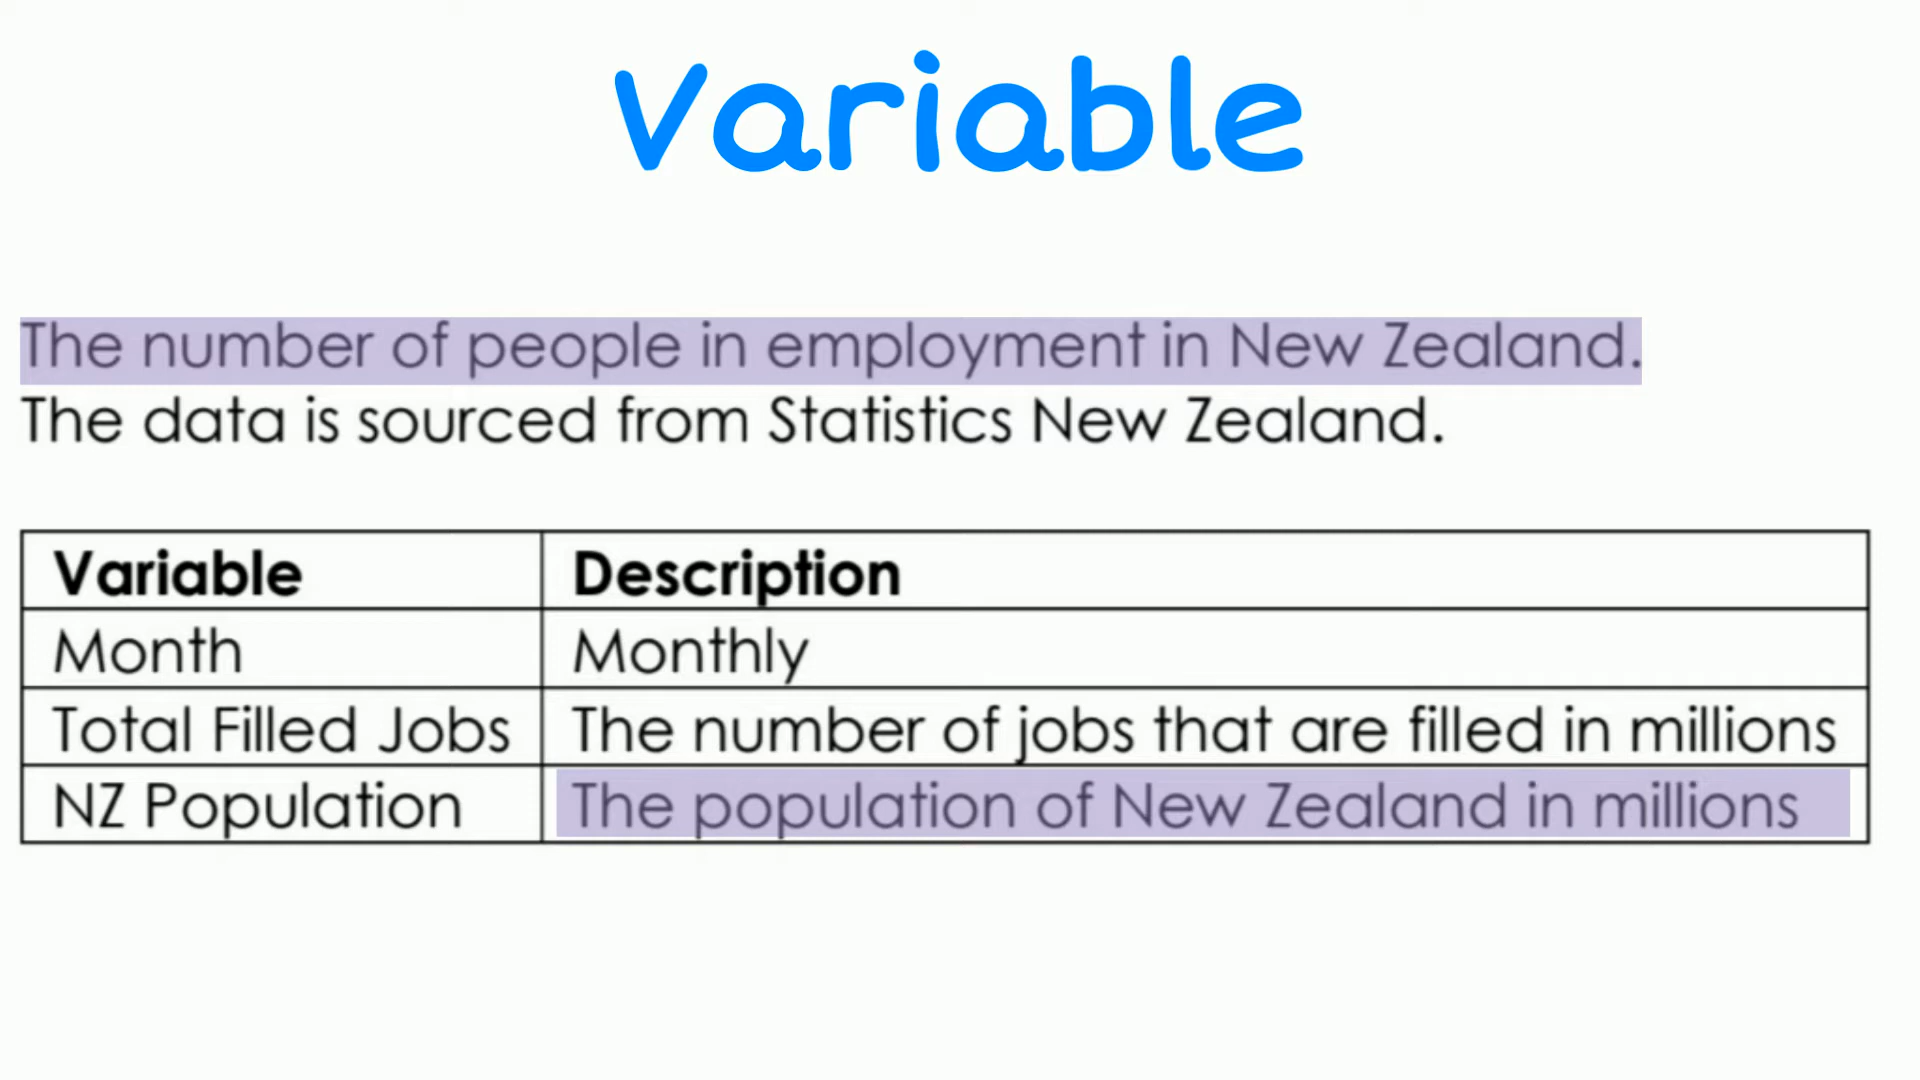 Variable
The number of people in employment in New Zealand.
The data is sourced from Statistics New Zealand.
Variable Description
Month Monthly
Total Filled Jobs The number of jobs that are filled in millions
NZ Population The population of New Zealand in millions